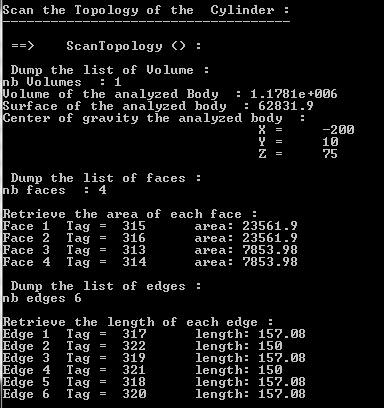 Scan the Topology of the  Cylinder :
------------------------------------
==>    ScanTopology () :
Dump the list of Volume :
nb Volumes  : 1
Volume of the analyzed Body  : 1.1781e+006
Surface of the analyzed body  : 62831.9
Center of gravity the analyzed body  :
X =     -200
Y =     10
Z =     75
Dump the list of faces :
nb faces  : 4
Retrieve the area of each face :
Face 1  Tag =  315      area: 23561.9
Face 2  Tag =  316      area: 23561.9
Face 3  Tag =  313      area: 7853.98
Face 4  Tag =  314      area: 7853.98
Dump the list of edges :
nb edges 6
Retrieve the length of each edge :
Edge 1  Tag =  317      length: 157.08
Edge 2  Tag =  322      length: 150
Edge 3  Tag =  319      length: 157.08
Edge 4  Tag =  321      length: 150
Edge 5  Tag =  318      length: 157.08
Edge 6  Tag =  320      length: 157.08